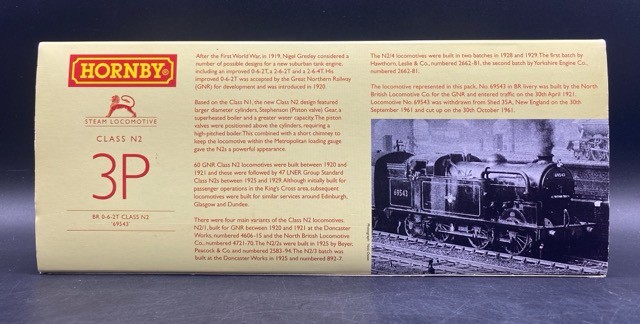 HORNBY
STEAM LOCOMOTIVE
CLASS N2
3P
BR 0-6-2T CLASS N2
'69543'
After the First World War, in 1919, Nigel Gresley considered a
number of possible designs for a new suburban tank engine,
including an improved 0-6-2T, a 2-6-2T and a 2-6-4T. His
improved 0-6-2T was accepted by the Great Northern Railway
(GNR) for development and was introduced in 1920.
Based on the Class N1, the new Class N2 design featured
larger diameter cylinders, Stephenson (Piston valve) Gear, a
superheated boiler and a greater water capacity. The piston
valves were positioned above the cylinders, requiring a
high-pitched boiler. This combined with a short chimney to
keep the locomotive within the Metropolitan loading gauge
gave the N2s a powerful appearance.
60 GNR Class N2 locomotives were built between 1920 and
1921 and these were followed by 47 LNER Group Standard
Class N2s between 1925 and 1929. Although initially built for
passenger operations in the King's Cross area, subsequent
locomotives were built for similar services around Edinburgh,
Glasgow and Dundee.
There were four main variants of the Class N2 locomotives.
N2/1, built for GNR between 1920 and 1921 at the Doncaster
Works, numbered 4606-15 and the North British Locomotive
Co., numbered 4721-70. The N2/2s were built in 1925 by Beyer,
Peacock & Co. and numbered 2583-94. The N2/3 batch was
built at the Doncaster Works in 1925 and numbered 892-7.
The N2/4 locomotives were built in two batches in 1928 and 1929. The first batch by
Hawthorn, Leslie & Co., numbered 2662-81, the second batch by Yorkshire Engine Co.,
numbered 2662-81.
The locomotive represented in this pack, No. 69543 in BR livery was built by the North
British Locomotive Co. for the GNR and entered traffic on the 30th April 1921.
Locomotive No. 69543 was withdrawn from Shed 35A, New England on the 30th
September 1961 and cut up on the 30th October 1961.
69543
69543